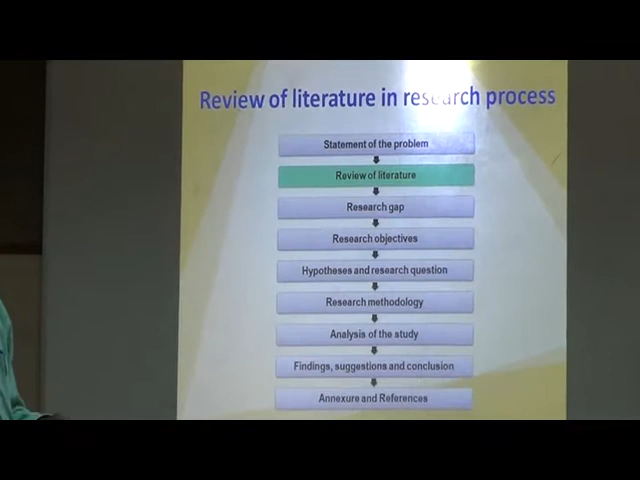 Review of literature in research process
Statement of the problem
Review of literature
Research gap
Research objectives
Hypotheses and research question
Research methodology
Analysis of the study
Findings, suggestions and conclusion
Annexure and References